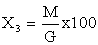 X₃ = M/G x100